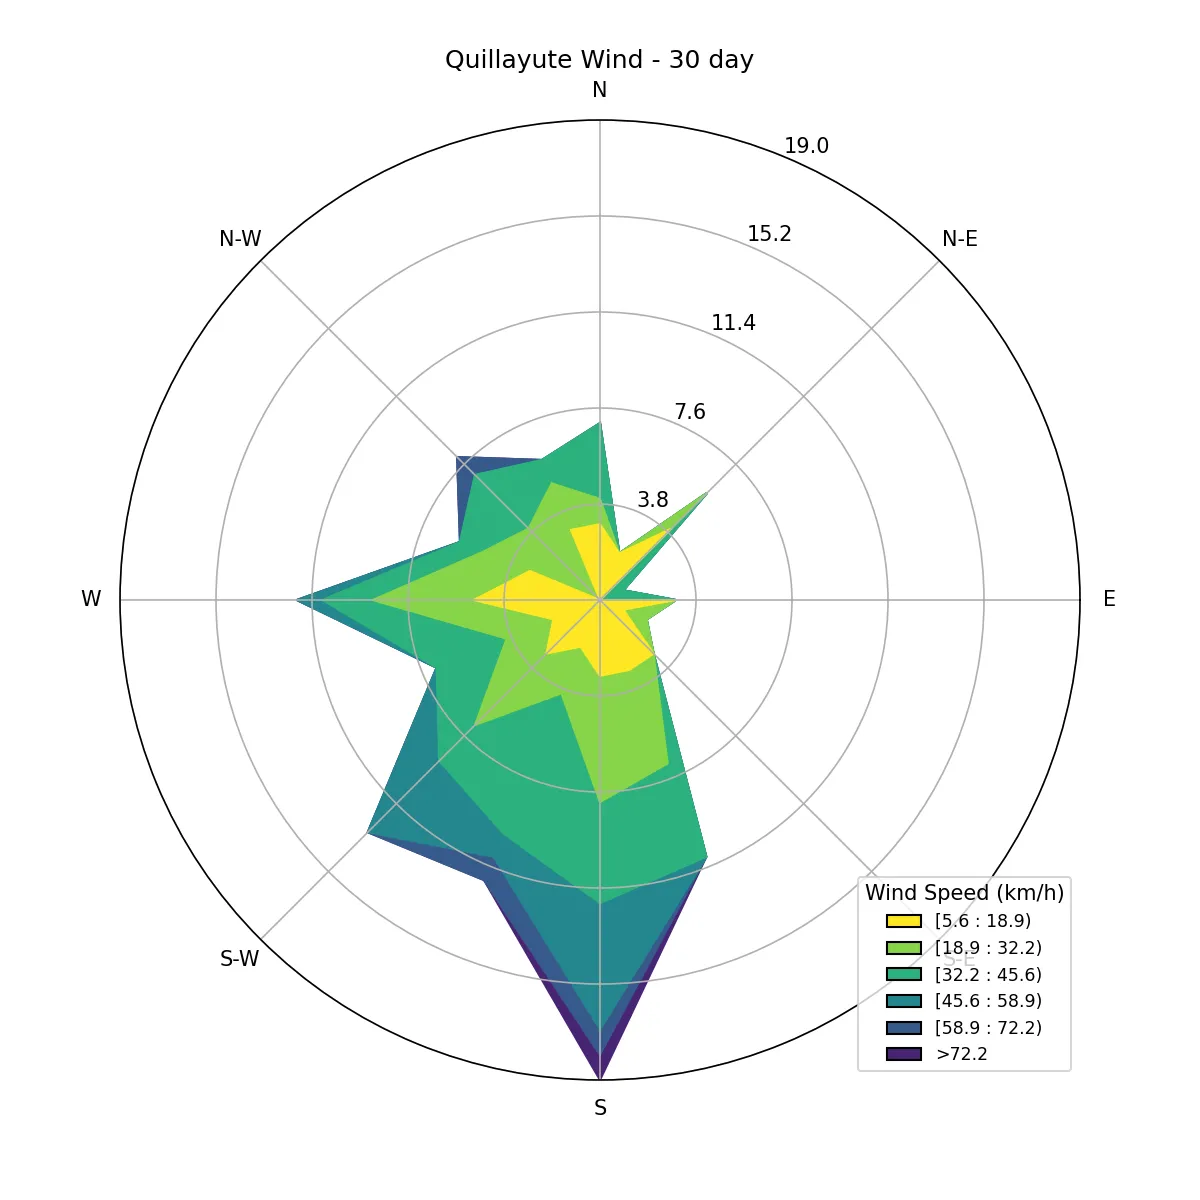 Quillayute Wind - 30 day
N
19.0
15.2
N-W
N-E
11.4
7.6
3.8
W
E
Wind Speed (km/h)
[5.6 : 18.9)
[18.9 : 32.2)
S-W
S-E
[32.2 : 45.6)
[45.6 : 58.9)
[58.9 : 72.2)
>72.2
S